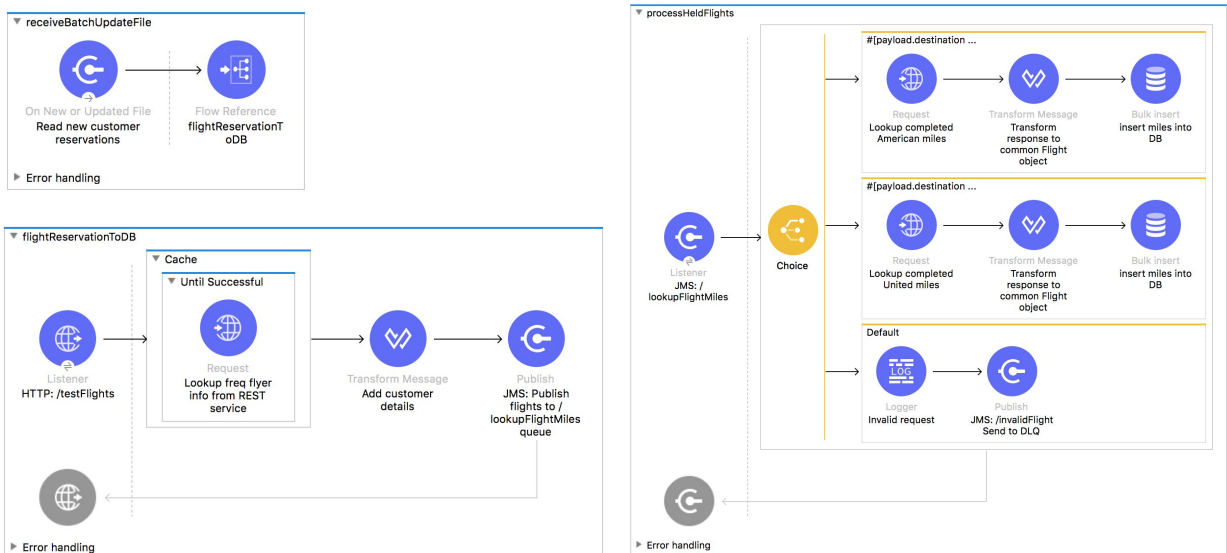 receiveBatchUpdateFile
On New or Updated File
Read new customer
reservations
Flow Reference
flightReservationT
oDB
Error handling
flightReservationToDB
Cache
Until Successful
Listener
HTTP: /testFlights
Request
Lookup freq flyer
info from REST
service
Transform Message
Add customer
details
Publish
JMS: Publish
flights to /
lookupFlightMiles
queue
Error handling
processHeldFlights
Listener
JMS: /
lookupFlightMiles
Choice
#[payload.destination ...
Request
Lookup completed
American miles
Transform Message
Transform
response to
common Flight
object
Bulk insert
insert miles into
DB
#[payload.destination ...
Request
Lookup completed
United miles
Transform Message
Transform
response to
common Flight
object
Bulk insert
insert miles into
DB
Default
LOG
Logger
Invalid request
Publish
JMS: /invalidFlight
Send to DLQ
Error handling